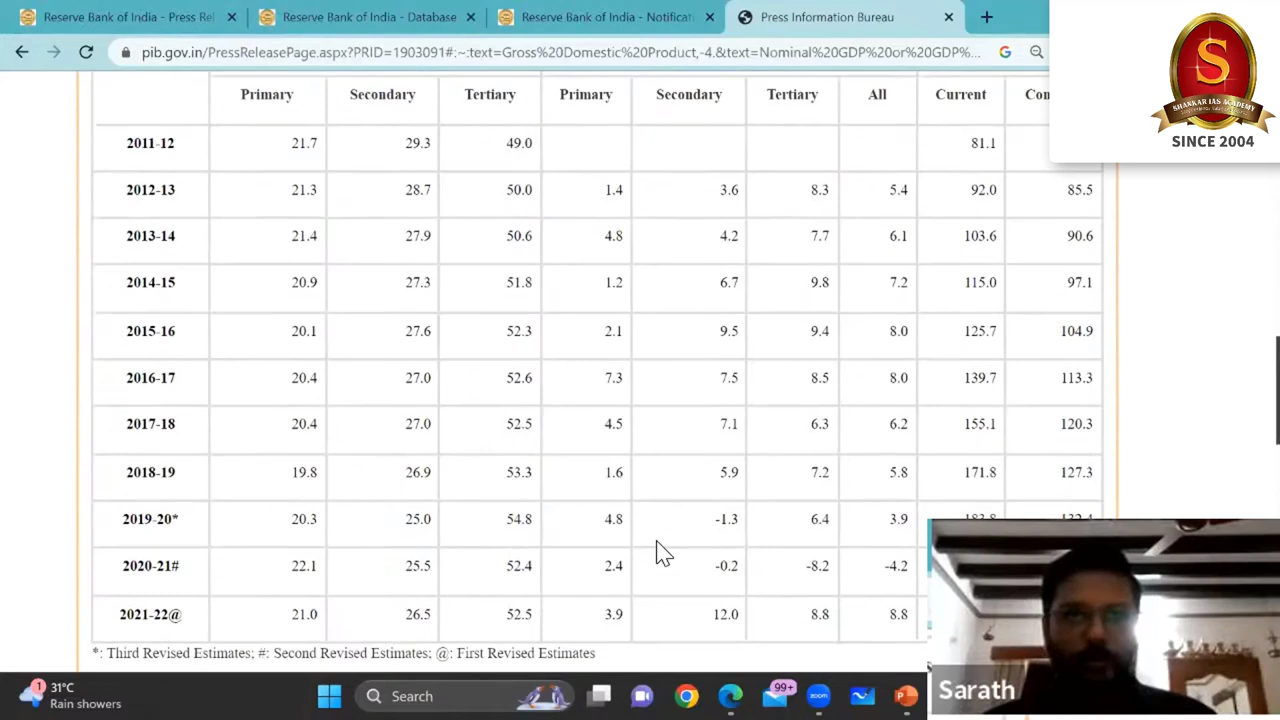 Reserve Bank of India - Press Rel
Reserve Bank of India - Database
Reserve Bank of India - Notificat
Press Information Bureau
pib.gov.in/PressReleasePage.aspx?PRID=1903091#:~:text=Gross%20Domestic%20Product,-4.&text=Nominal%20GDP%20or%20GDP%...
S
SHANKAR IAS ACADEMY
SINCE 2004
Primary Secondary Tertiary Primary Secondary Tertiary All Current Con
2011-12 21.7 29.3 49.0 81.1
2012-13 21.3 28.7 50.0 1.4 3.6 8.3 5.4 92.0 85.5
2013-14 21.4 27.9 50.6 4.8 4.2 7.7 6.1 103.6 90.6
2014-15 20.9 27.3 51.8 1.2 6.7 9.8 7.2 115.0 97.1
2015-16 20.1 27.6 52.3 2.1 9.5 9.4 8.0 125.7 104.9
2016-17 20.4 27.0 52.6 7.3 7.5 8.5 8.0 139.7 113.3
2017-18 20.4 27.0 52.5 4.5 7.1 6.3 6.2 155.1 120.3
2018-19 19.8 26.9 53.3 1.6 5.9 7.2 5.8 171.8 127.3
2019-20* 20.3 25.0 54.8 4.8 -1.3 6.4 3.9
2020-21# 22.1 25.5 52.4 2.4 -0.2 -8.2 -4.2
2021-22@ 21.0 26.5 52.5 3.9 12.0 8.8 8.8
*: Third Revised Estimates; #: Second Revised Estimates; @: First Revised Estimates
Sarath
1
31°C
Rain showers
Search
99+
zoom